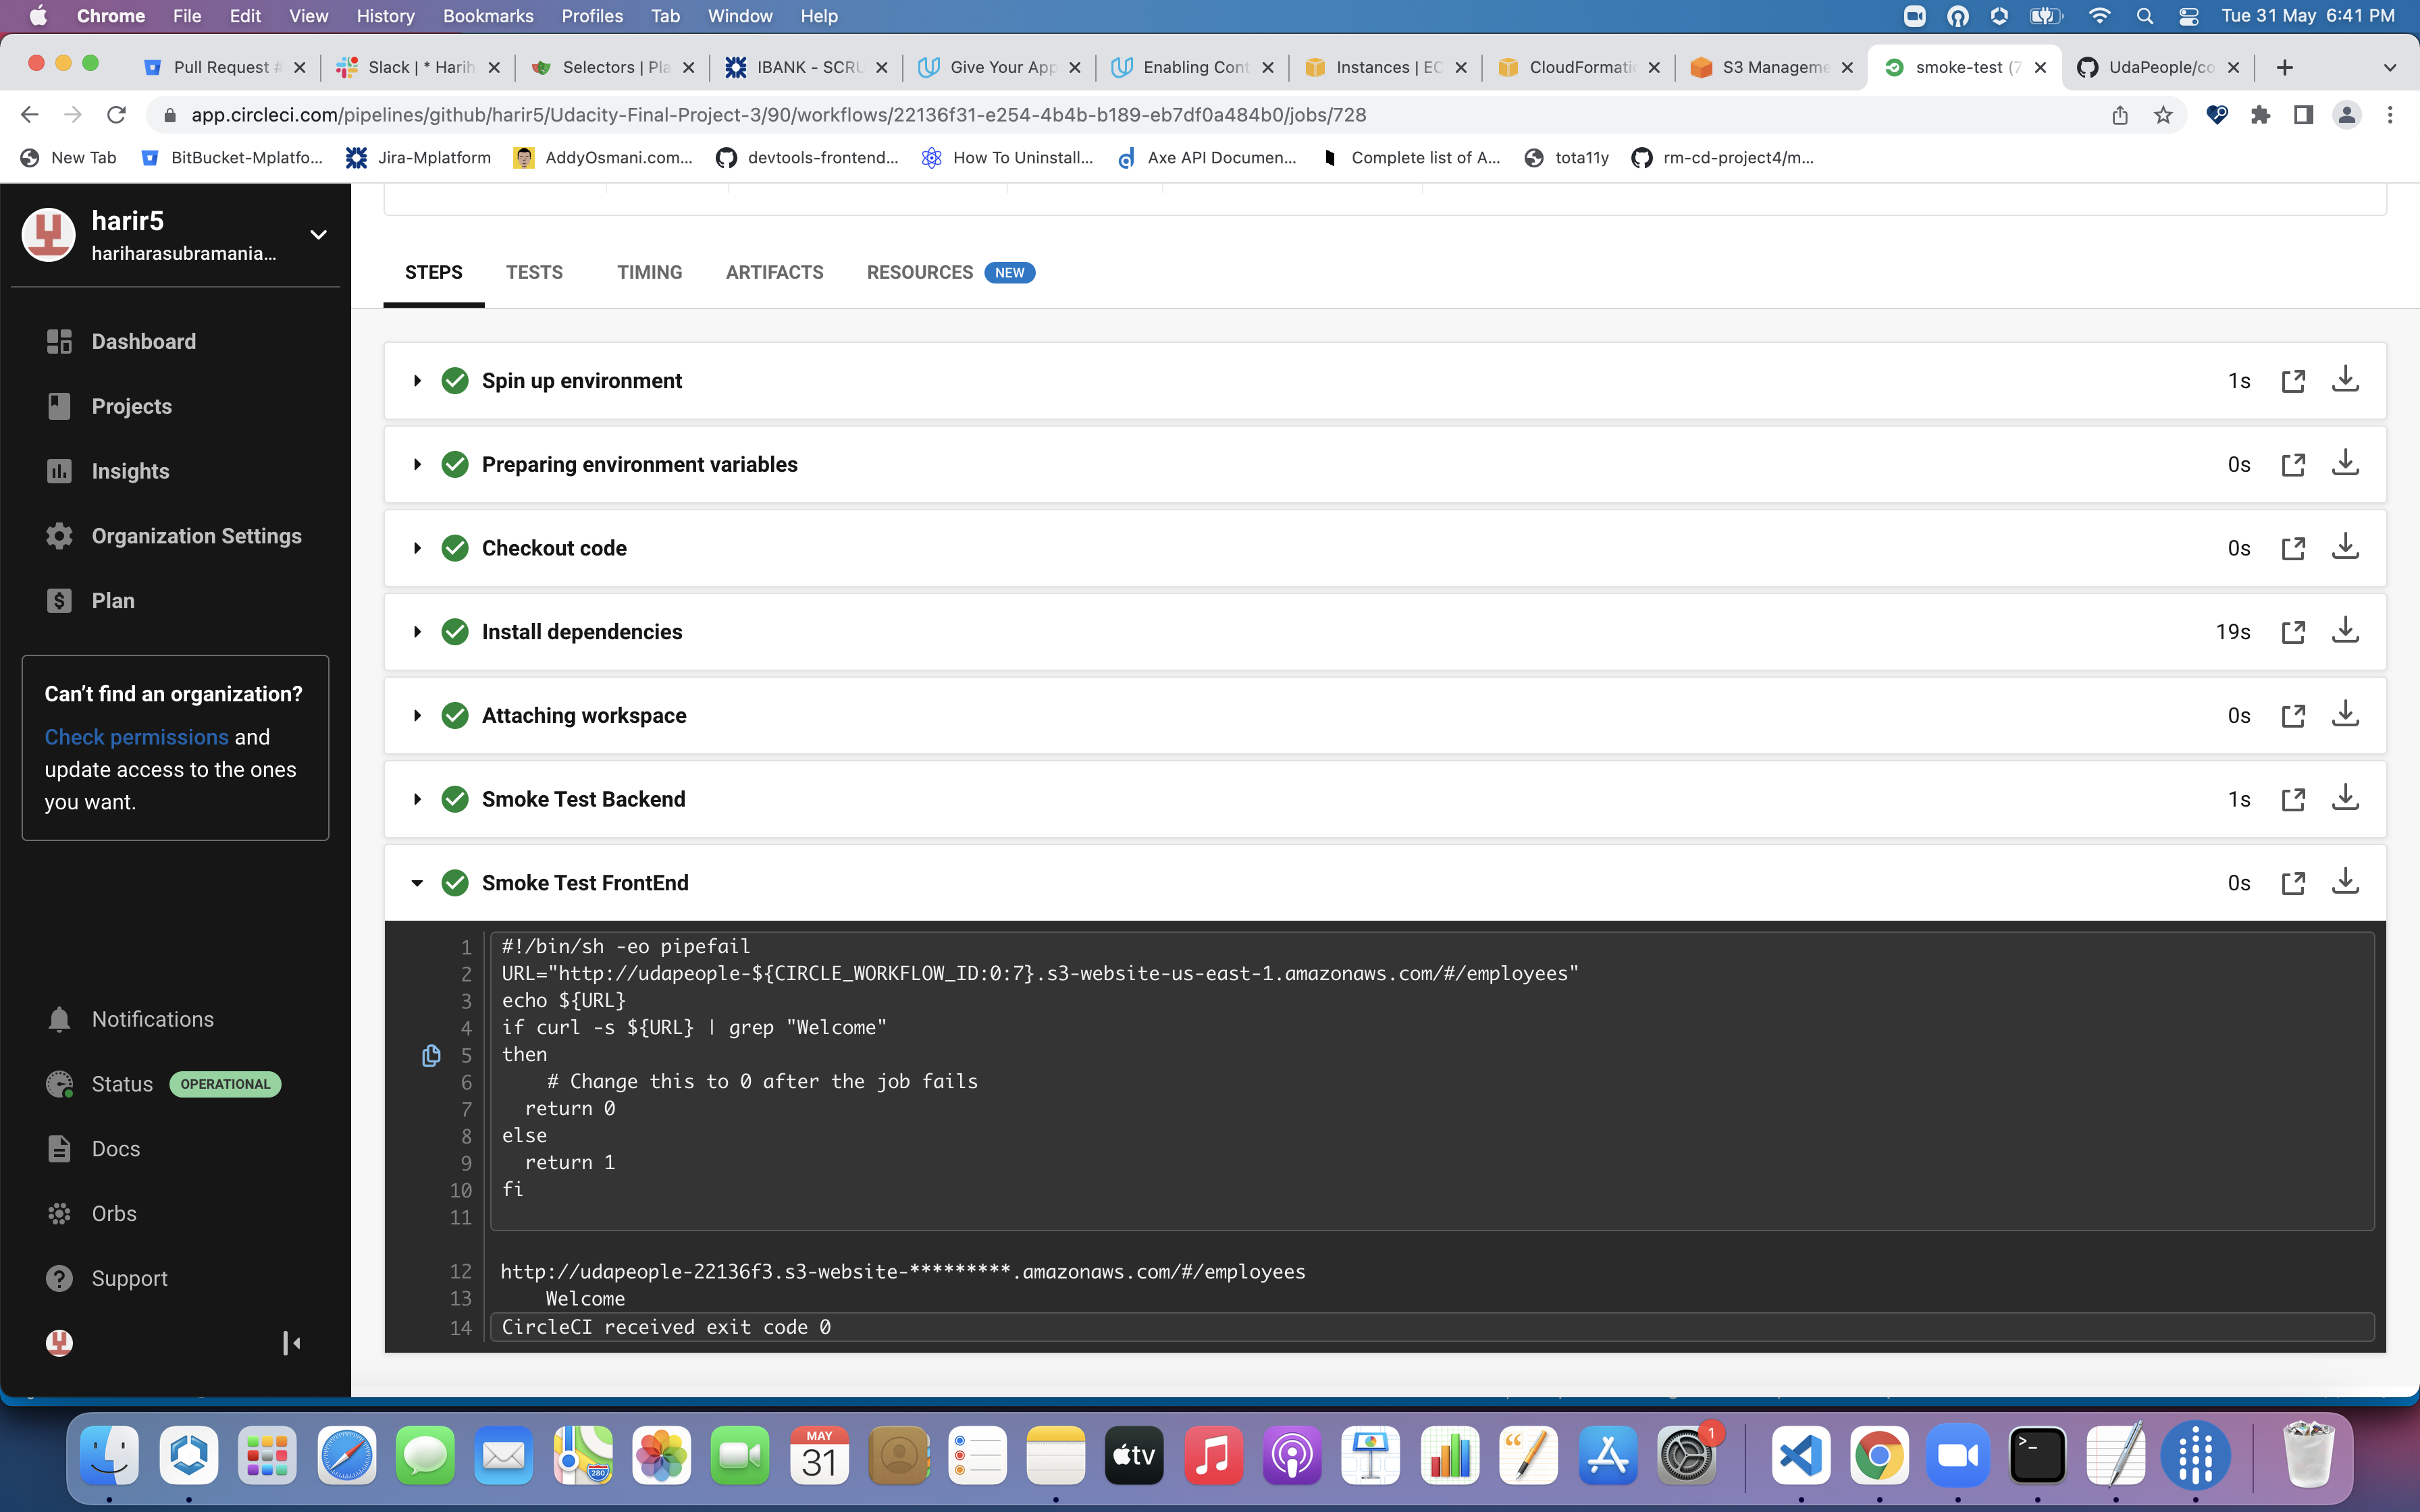 Chrome File Edit View History Bookmarks Profiles Tab Window Help Tue 31 May 6:41 PM
Pull Request # Slack | * Harih Selectors | Pla IBANK - SCRU Give Your App Enabling Cont Instances | EC CloudFormati S3 Manageme smoke-test (7 UdaPeople/co
app.circleci.com/pipelines/github/harir5/Udacity-Final-Project-3/90/workflows/22136f31-e254-4b4b-b189-eb7df0a484b0/jobs/728
New Tab BitBucket-Mplatfo... Jira-Mplatform AddyOsmani.com... devtools-frontend... How To Uninstall... Axe API Documen... Complete list of A... tota11y rm-cd-project4/m...
harir5
hariharasubramania...
Dashboard
Projects
Insights
Organization Settings
Plan
Can't find an organization?
Check permissions and
update access to the ones
you want.
Notifications
Status OPERATIONAL
Docs
Orbs
Support
STEPS TESTS TIMING ARTIFACTS RESOURCES NEW
Spin up environment 1s
Preparing environment variables 0s
Checkout code 0s
Install dependencies 19s
Attaching workspace 0s
Smoke Test Backend 1s
Smoke Test FrontEnd 0s
1 #!/bin/sh -eo pipefail
2 URL="http://udapeople-${CIRCLE_WORKFLOW_ID:0:7}.s3-website-us-east-1.amazonaws.com/#/employees"
3 echo ${URL}
4 if curl -s ${URL} | grep "Welcome"
5 then
6 # Change this to 0 after the job fails
7 return 0
8 else
9 return 1
10 fi
11
12 http://udapeople-22136f3.s3-website-*********.amazonaws.com/#/employees
13 Welcome
14 CircleCI received exit code 0
MAY
31
280
tv
1